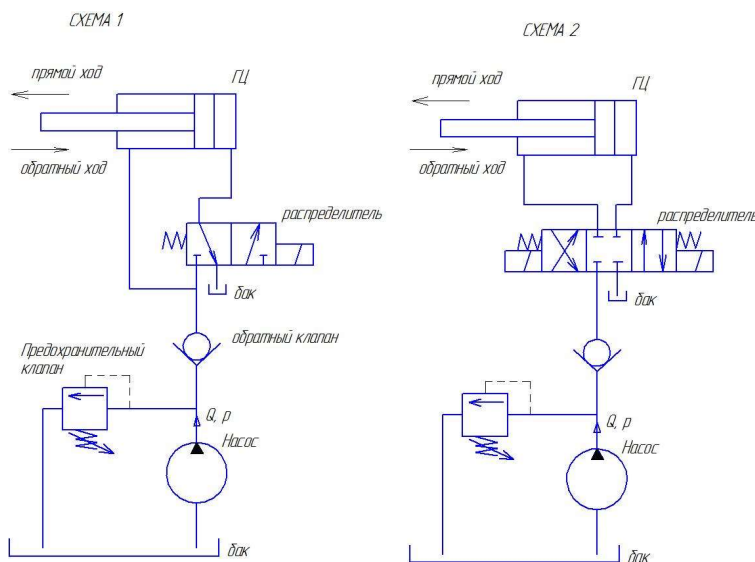 СХЕМА 1
прямой ход
ГЦ
обратный ход
распределитель
бак
обратный клапан
Предохранительный
клапан
Q, p
Насос
бак
СХЕМА 2
прямой ход
ГЦ
обратный ход
распределитель
бак
Q, p
Насос
бак